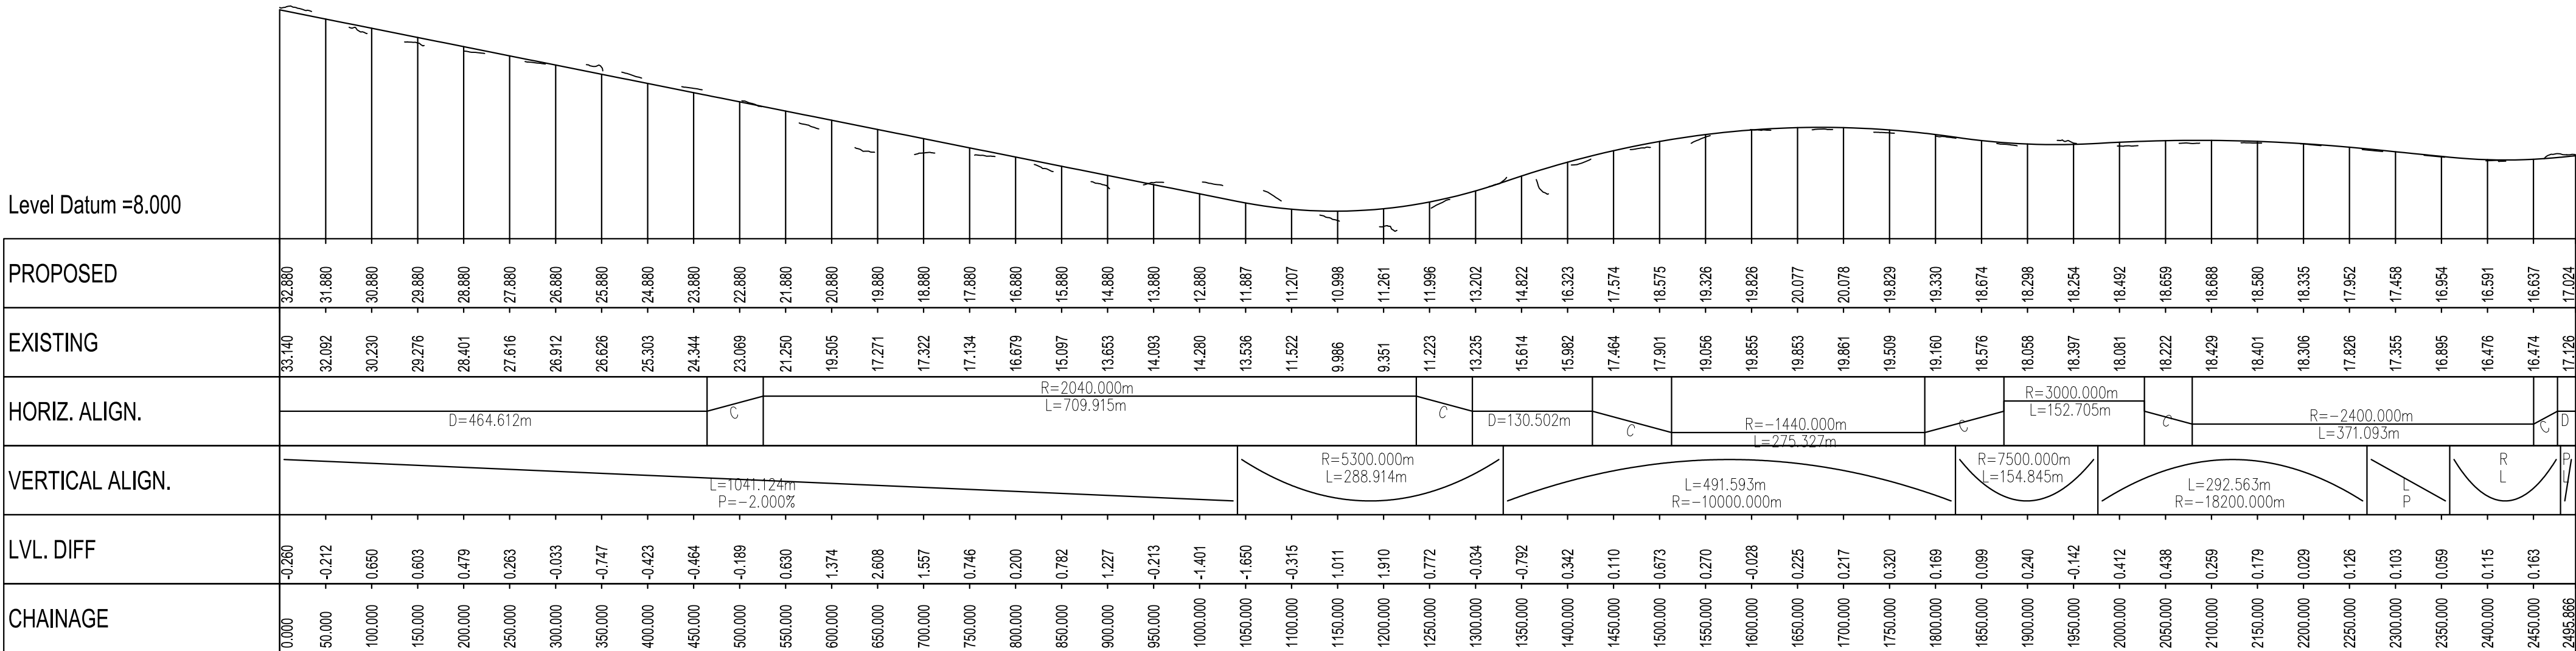 Level Datum =8.000
PROPOSED 32.880 31.880 30.880 29.880 28.880 27.880 26.880 25.880 24.880 23.880 22.880 21.880 20.880 19.880 18.880 17.880 16.880 15.880 14.880 13.880 12.880 11.887 11.207 10.998 11.261 11.996 13.202 14.822 16.323 17.574 18.575 19.326 19.826 20.077 20.078 19.829 19.330 18.674 18.298 18.254 18.492 18.659 18.688 18.580 18.335 17.952 17.458 16.954 16.591 16.637 17.024
EXISTING 33.140 32.092 30.230 29.276 28.401 27.616 26.912 26.626 25.303 24.344 23.069 21.250 19.505 17.271 17.322 17.134 16.679 15.097 13.653 14.093 14.280 13.536 11.522 9.986 9.351 11.223 13.235 15.614 15.982 17.464 17.901 19.056 19.855 19.853 19.861 19.509 19.160 18.576 18.058 18.397 18.081 18.222 18.429 18.401 18.306 17.826 17.355 16.895 16.476 16.474 17.126
HORIZ. ALIGN.
D=464.612m
C
R=2040.000m
L=709.915m
C
D=130.502m
C
R=-1440.000m
L=275.327m
C
R=3000.000m
L=152.705m
C
R=-2400.000m
L=371.093m
C
D
VERTICAL ALIGN.
L=1041.124m
P=-2.000%
R=5300.000m
L=288.914m
L=491.593m
R=-10000.000m
R=7500.000m
L=154.845m
L=292.563m
R=-18200.000m
L
P
R
L
P
L
LVL. DIFF -0.260 -0.212 0.650 0.603 0.479 0.263 -0.033 -0.747 -0.423 -0.464 -0.189 0.630 1.374 2.608 1.557 0.746 0.200 0.782 1.227 -0.213 -1.401 -1.650 -0.315 1.011 1.910 0.772 -0.034 -0.792 0.342 0.110 0.673 0.270 -0.028 0.225 0.217 0.320 0.169 0.099 0.240 -0.142 0.412 0.438 0.259 0.179 0.029 0.126 0.103 0.059 0.115 0.163
CHAINAGE 0.000 50.000 100.000 150.000 200.000 250.000 300.000 350.000 400.000 450.000 500.000 550.000 600.000 650.000 700.000 750.000 800.000 850.000 900.000 950.000 1000.000 1050.000 1100.000 1150.000 1200.000 1250.000 1300.000 1350.000 1400.000 1450.000 1500.000 1550.000 1600.000 1650.000 1700.000 1750.000 1800.000 1850.000 1900.000 1950.000 2000.000 2050.000 2100.000 2150.000 2200.000 2250.000 2300.000 2350.000 2400.000 2450.000 2495.866